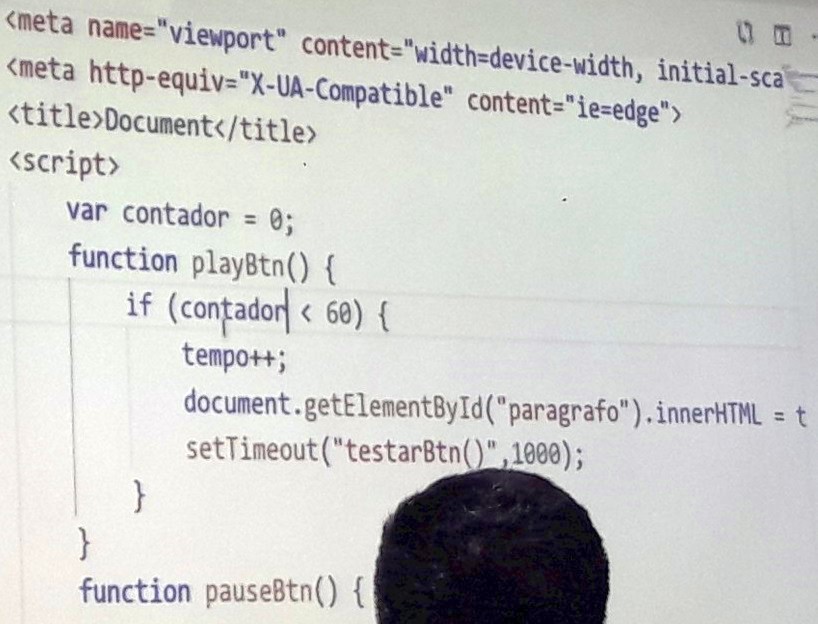 <meta name="viewport" content="width=device-width, initial-sca
<meta http-equiv="X-UA-Compatible" content="ie=edge">
<title>Document</title>
<script>
var contador = 0;
function playBtn() {
if (contador < 60) {
tempo++;
document.getElementById("paragrafo").innerHTML = t
setTimeout("testarBtn()",1000);
}
}
function pauseBtn() {